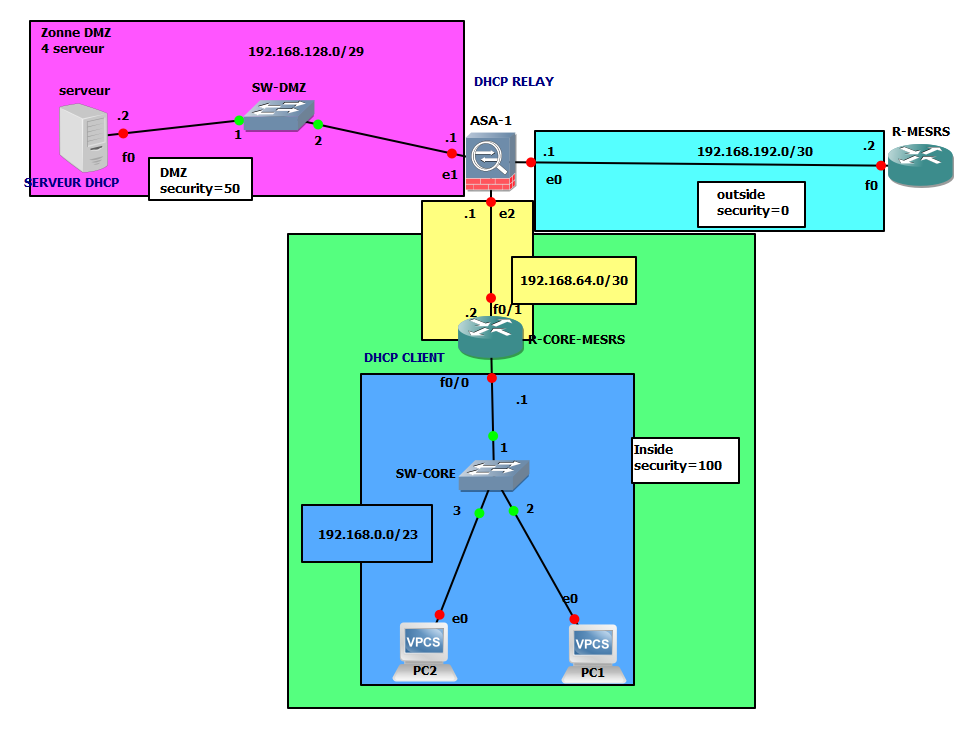 Zonne DMZ
4 serveur
192.168.128.0/29
SW-DMZ
serveur
.2
1
2
f0
SERVEUR DHCP
DMZ
security=50
DHCP RELAY
ASA-1
.1
e1
.1
e0
192.168.192.0/30
.2
R-MESRS
f0
outside
security=0
.1
e2
192.168.64.0/30
.2
f0/1
R-CORE-MESRS
DHCP CLIENT
f0/0
.1
1
Inside
security=100
SW-CORE
3
2
192.168.0.0/23
e0
e0
VPCS
PC2
VPCS
PC1